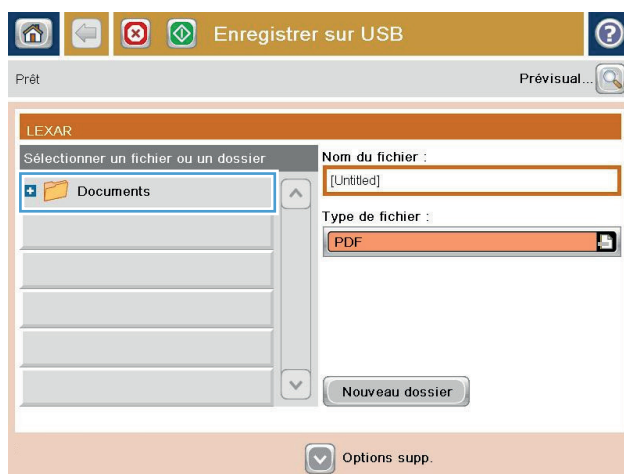 Enregistrer sur USB
?
Prêt
Prévisual...
LEXAR
Sélectionner un fichier ou un dossier
Documents
Nom du fichier :
[Untitled]
Type de fichier :
PDF
Nouveau dossier
Options supp.